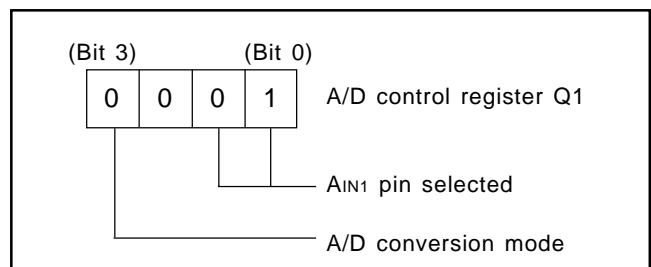 (Bit 3) (Bit 0)
0 0 0 1 A/D control register Q1
AIN1 pin selected
A/D conversion mode